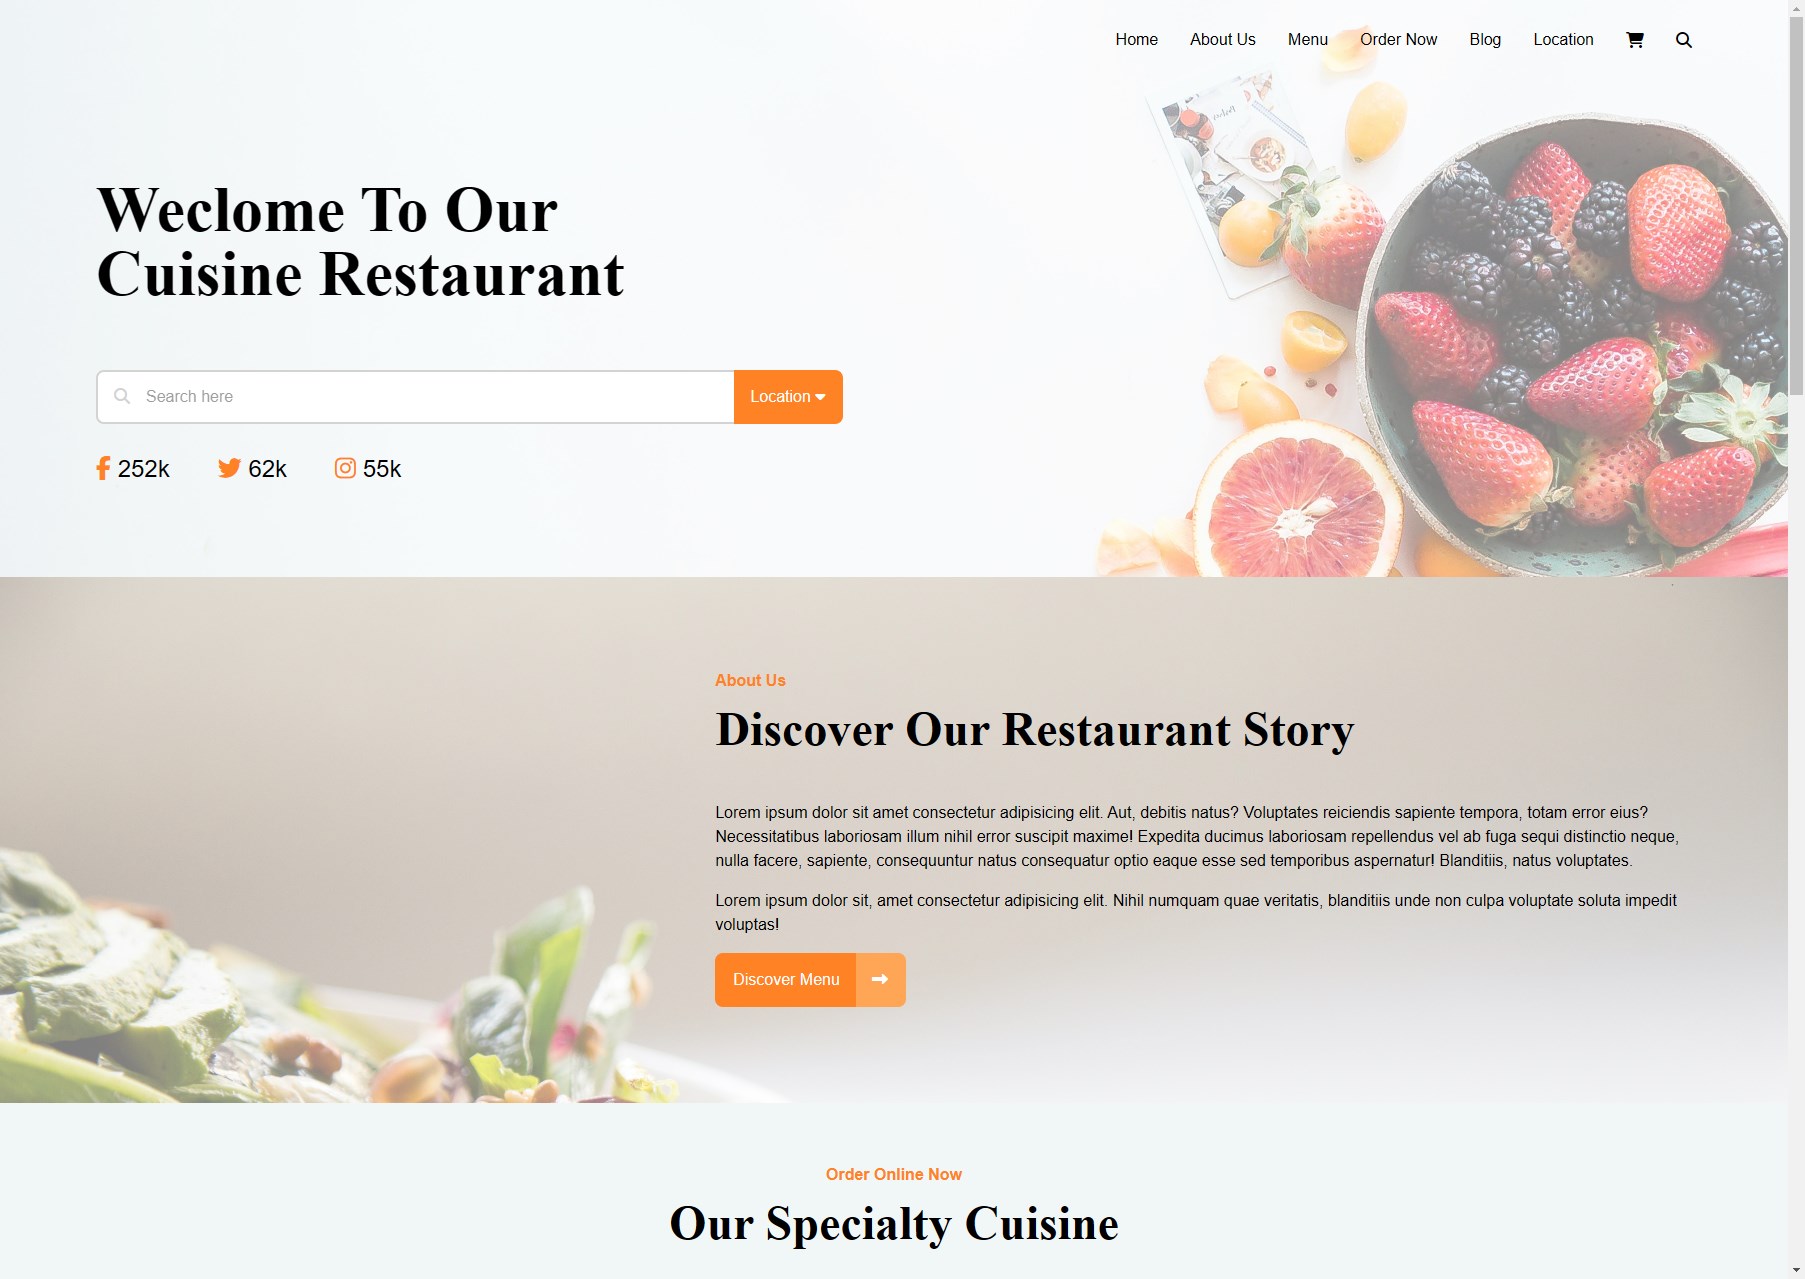 Home About Us Menu Order Now Blog Location
Weclome To Our
Cuisine Restaurant
Search here Location
252k 62k 55k
About Us
Discover Our Restaurant Story
Lorem ipsum dolor sit amet consectetur adipisicing elit. Aut, debitis natus? Voluptates reiciendis sapiente tempora, totam error eius?
Necessitatibus laboriosam illum nihil error suscipit maxime! Expedita ducimus laboriosam repellendus vel ab fuga sequi distinctio neque,
nulla facere, sapiente, consequuntur natus consequatur optio eaque esse sed temporibus aspernatur! Blanditiis, natus voluptates.
Lorem ipsum dolor sit, amet consectetur adipisicing elit. Nihil numquam quae veritatis, blanditiis unde non culpa voluptate soluta impedit
voluptas!
Discover Menu
Order Online Now
Our Specialty Cuisine